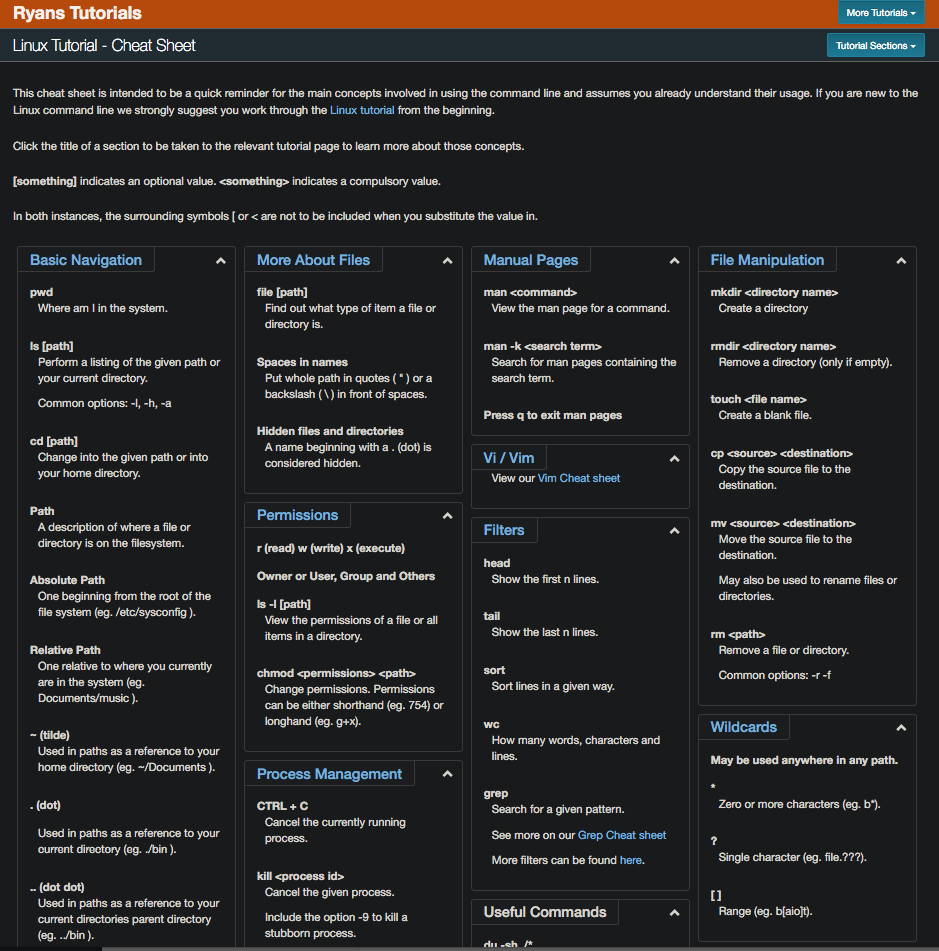 Ryans Tutorials
More Tutorials
Linux Tutorial - Cheat Sheet
Tutorial Sections
This cheat sheet is intended to be a quick reminder for the main concepts involved in using the command line and assumes you already understand their usage. If you are new to the
Linux command line we strongly suggest you work through the Linux tutorial from the beginning.
Click the title of a section to be taken to the relevant tutorial page to learn more about those concepts.
[something] indicates an optional value. <something> indicates a compulsory value.
In both instances, the surrounding symbols [ or < are not to be included when you substitute the value in.
Basic Navigation
pwd
Where am I in the system.
ls [path]
Perform a listing of the given path or
your current directory.
Common options: -l, -h, -a
cd [path]
Change into the given path or into
your home directory.
Path
A description of where a file or
directory is on the filesystem.
Absolute Path
One beginning from the root of the
file system (eg. /etc/sysconfig ).
Relative Path
One relative to where you currently
are in the system (eg.
Documents/music ).
~ (tilde)
Used in paths as a reference to your
home directory (eg. ~/Documents ).
. (dot)
Used in paths as a reference to your
current directory (eg. ./bin ).
.. (dot dot)
Used in paths as a reference to your
current directories parent directory
(eg. ../bin ).
More About Files
file [path]
Find out what type of item a file or
directory is.
Spaces in names
Put whole path in quotes ( " ) or a
backslash ( \ ) in front of spaces.
Hidden files and directories
A name beginning with a . (dot) is
considered hidden.
Permissions
r (read) w (write) x (execute)
Owner or User, Group and Others
ls -l [path]
View the permissions of a file or all
items in a directory.
chmod <permissions> <path>
Change permissions. Permissions
can be either shorthand (eg. 754) or
longhand (eg. g+x).
Process Management
CTRL + C
Cancel the currently running
process.
kill <process id>
Cancel the given process.
Include the option -9 to kill a
stubborn process.
Manual Pages
man <command>
View the man page for a command.
man -k <search term>
Search for man pages containing the
search term.
Press q to exit man pages
Vi / Vim
View our Vim Cheat sheet
Filters
head
Show the first n lines.
tail
Show the last n lines.
sort
Sort lines in a given way.
wc
How many words, characters and
lines.
grep
Search for a given pattern.
See more on our Grep Cheat sheet
More filters can be found here.
Useful Commands
du -sh ./*
File Manipulation
mkdir <directory name>
Create a directory
rmdir <directory name>
Remove a directory (only if empty).
touch <file name>
Create a blank file.
cp <source> <destination>
Copy the source file to the
destination.
mv <source> <destination>
Move the source file to the
destination.
May also be used to rename files or
directories.
rm <path>
Remove a file or directory.
Common options: -r -f
Wildcards
May be used anywhere in any path.
*
Zero or more characters (eg. b*).
?
Single character (eg. file.???).
[ ]
Range (eg. b[aio]t).